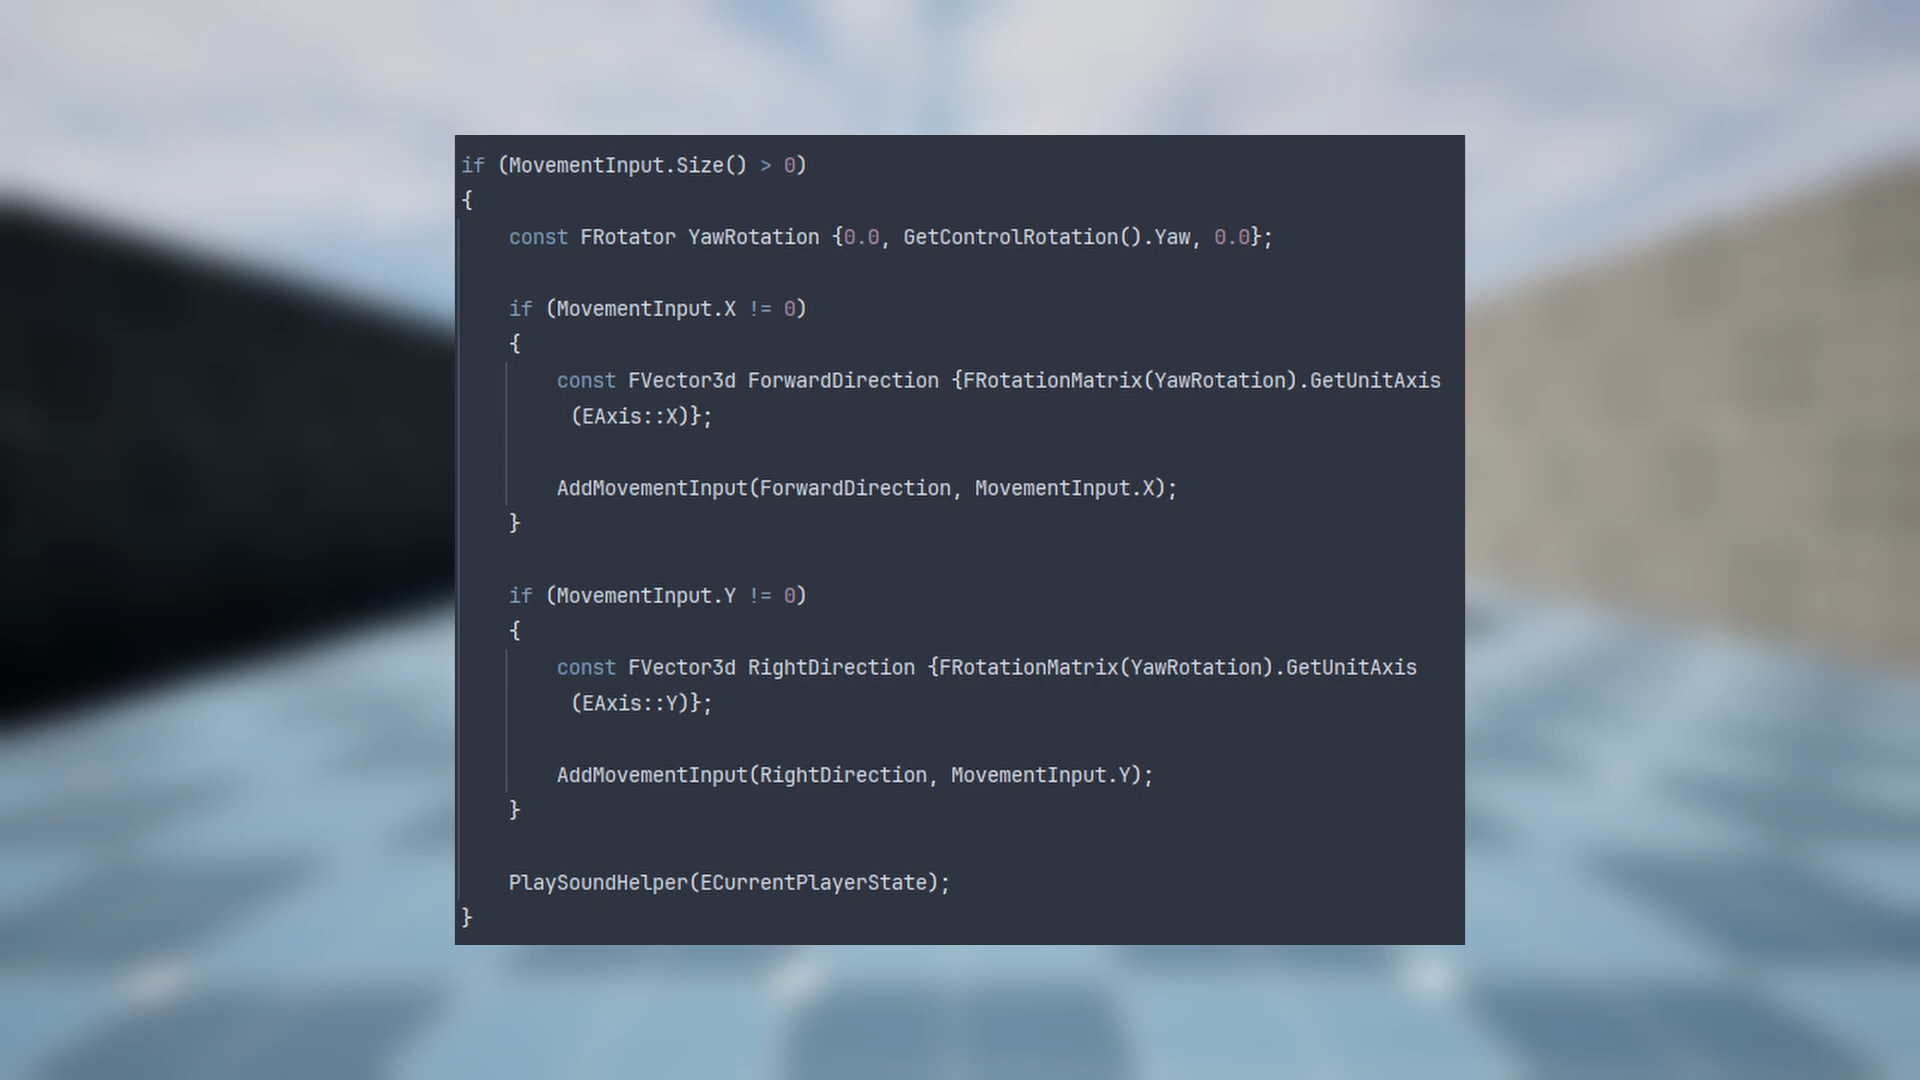 if (MovementInput.Size() > 0)
{
const FRotator YawRotation {0.0, GetControlRotation().Yaw, 0.0};
if (MovementInput.X != 0)
{
const FVector3d ForwardDirection {FRotationMatrix(YawRotation).GetUnitAxis
(EAxis::X)};
AddMovementInput(ForwardDirection, MovementInput.X);
}
if (MovementInput.Y != 0)
{
const FVector3d RightDirection {FRotationMatrix(YawRotation).GetUnitAxis
(EAxis::Y)};
AddMovementInput(RightDirection, MovementInput.Y);
}
PlaySoundHelper(ECurrentPlayerState);
}